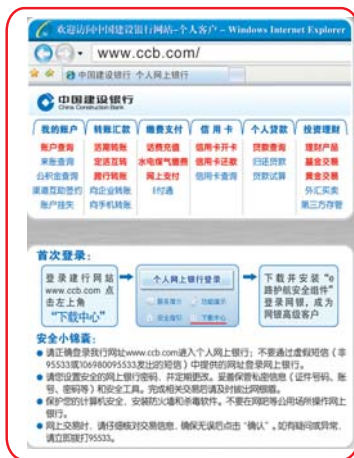 欢迎访问中国建设银行网站-个人客户 - Windows Internet Explorer
www.ccb.com/
中国建设银行 个人网上银行
中国建设银行
China Construction Bank
我的账户 转账汇款 缴费支付 信用卡 个人贷款 投资理财
账户查询 活期转账 话费充值 信用卡开卡 贷款查询 理财产品
来账查询 定活互转 水电煤气缴费 信用卡还款 归还贷款 基金交易
公积金查询 跨行转账 网上支付 信用卡查询 贷款试算 黄金交易
渠道互动签约 向企业转账 e付通 外汇买卖
账户挂失 向手机转账 第三方存管
首次登录：
登录建行网站
www.ccb.com 点
击左上角
“下载中心”
个人网上银行登录
服务简介 功能演示
安全指引 下载中心
下载并安装“e
路护航安全组件”
登录网银，成为
网银高级客户
安全小锦囊：
● 请正确登录我行网址www.ccb.com进入个人网上银行；不要通过虚假短信（非
95533或106980095533发出的短信）中提供的网址登录网上银行。
● 请您设置安全的网上银行密码，并定期更改。妥善保管私密信息（证件号码、账
号、密码等）和安全工具。完成相关交易后请及时拔出网银盾。
● 保护您的计算机安全，安装防火墙和杀毒软件。不要在网吧等公用场所操作网上
银行。
● 网上交易时，请仔细核对交易信息，确保无误后点击“确认”。如有疑问或异常，
请立即拨打95533。